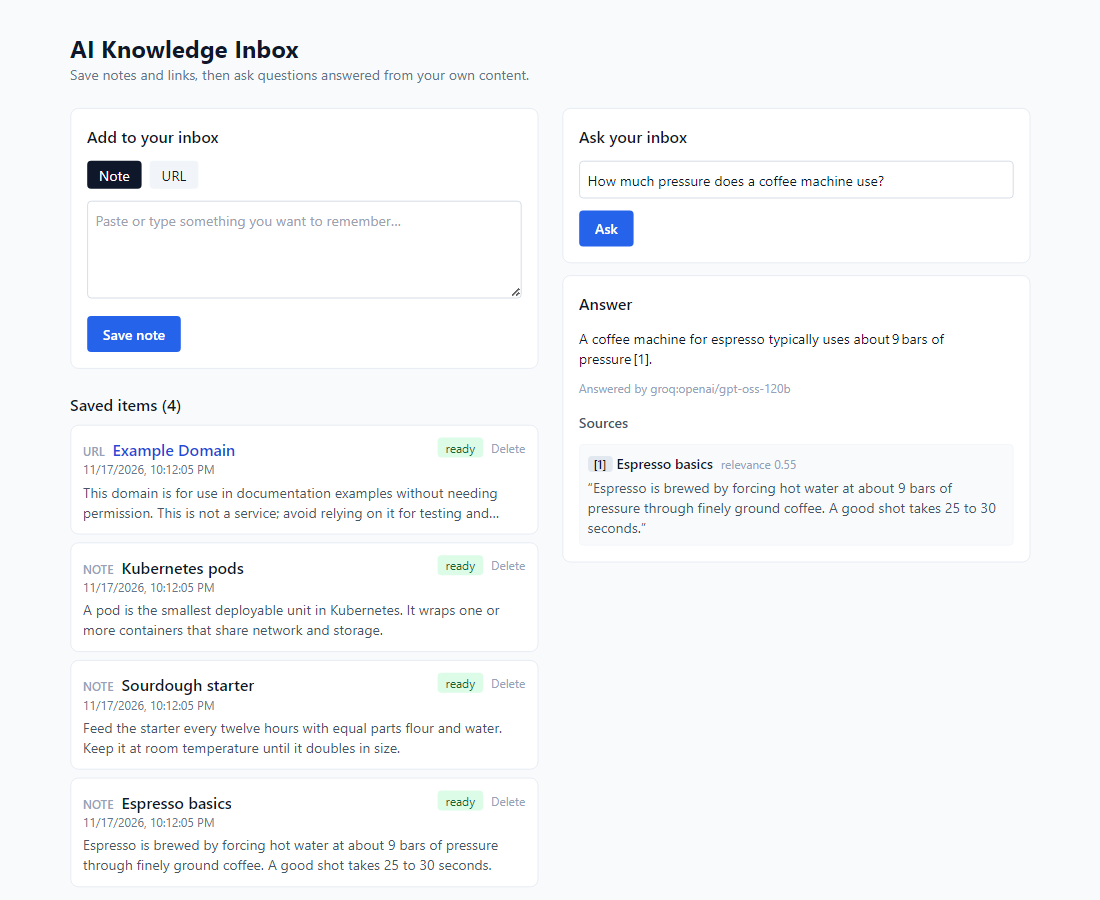 AI Knowledge Inbox
Save notes and links, then ask questions answered from your own content.
Add to your inbox
Note
URL
Paste or type something you want to remember...
Save note
Saved items (4)
URL Example Domain
ready Delete
11/17/2026, 10:12:05 PM
This domain is for use in documentation examples without needing
permission. This is not a service; avoid relying on it for testing and...
NOTE Kubernetes pods
ready Delete
11/17/2026, 10:12:05 PM
A pod is the smallest deployable unit in Kubernetes. It wraps one or
more containers that share network and storage.
NOTE Sourdough starter
ready Delete
11/17/2026, 10:12:05 PM
Feed the starter every twelve hours with equal parts flour and water.
Keep it at room temperature until it doubles in size.
NOTE Espresso basics
ready Delete
11/17/2026, 10:12:05 PM
Espresso is brewed by forcing hot water at about 9 bars of pressure
through finely ground coffee. A good shot takes 25 to 30 seconds.
Ask your inbox
How much pressure does a coffee machine use?
Ask
Answer
A coffee machine for espresso typically uses about 9 bars of
pressure [1].
Answered by groq:openai/gpt-oss-120b
Sources
[1] Espresso basics relevance 0.55
"Espresso is brewed by forcing hot water at about 9 bars of
pressure through finely ground coffee. A good shot takes 25 to 30
seconds."